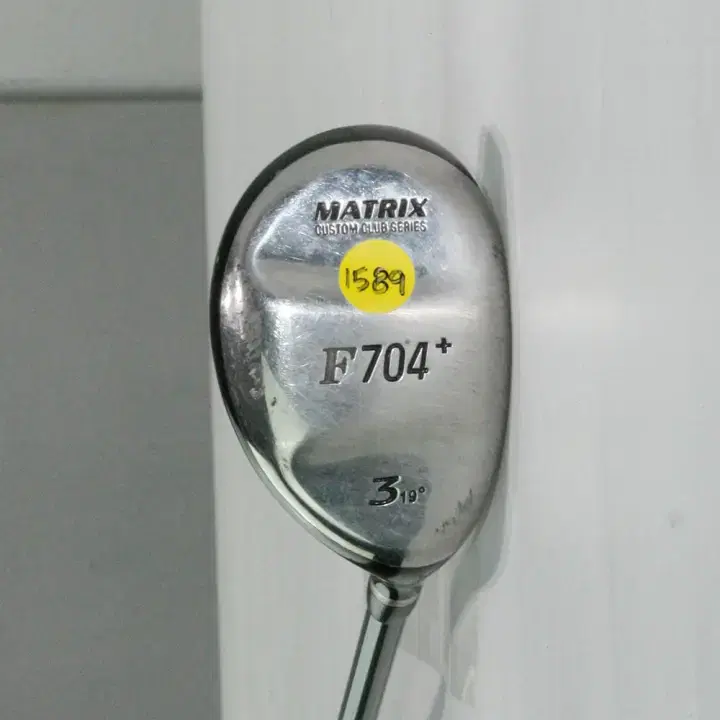 MATRIX
CUSTOM CLUB SERIES
1589
F704+
3 19°